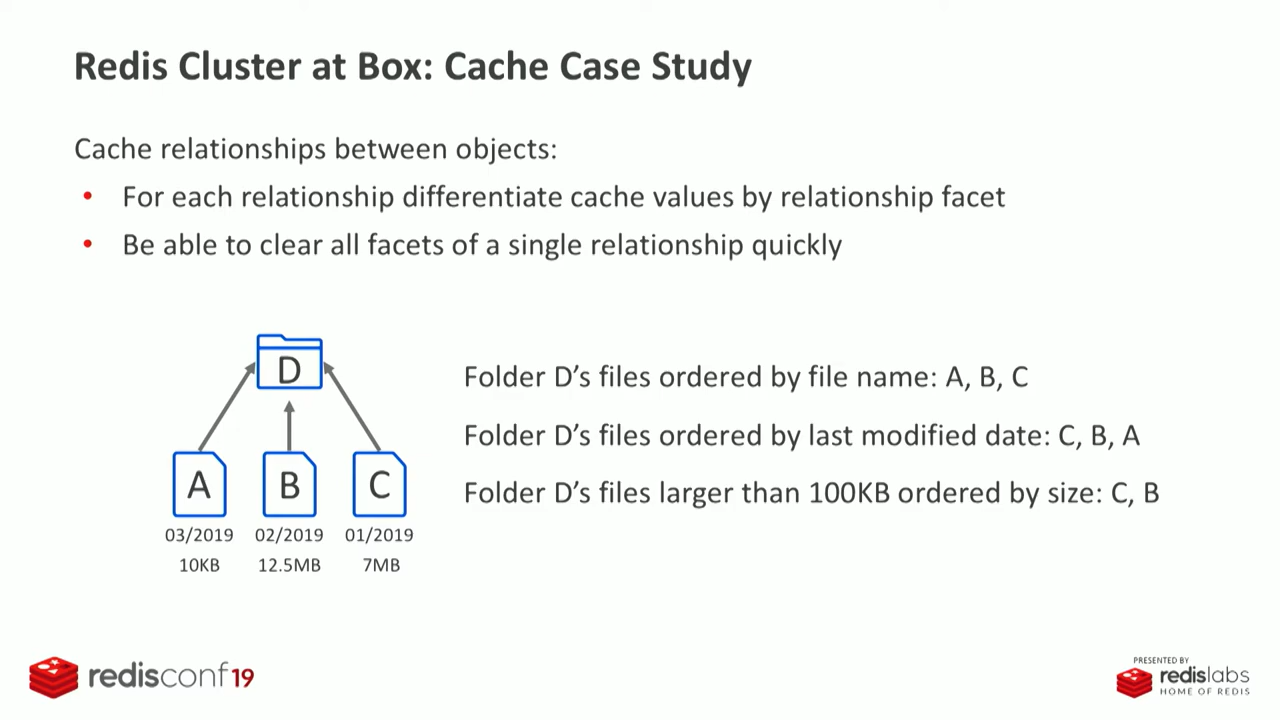 Redis Cluster at Box: Cache Case Study
Cache relationships between objects:
• For each relationship differentiate cache values by relationship facet
• Be able to clear all facets of a single relationship quickly
D
A B C
03/2019 02/2019 01/2019
10KB 12.5MB 7MB
Folder D’s files ordered by file name: A, B, C
Folder D’s files ordered by last modified date: C, B, A
Folder D’s files larger than 100KB ordered by size: C, B
redisconf 19
PRESENTED BY
redislabs
HOME OF REDIS